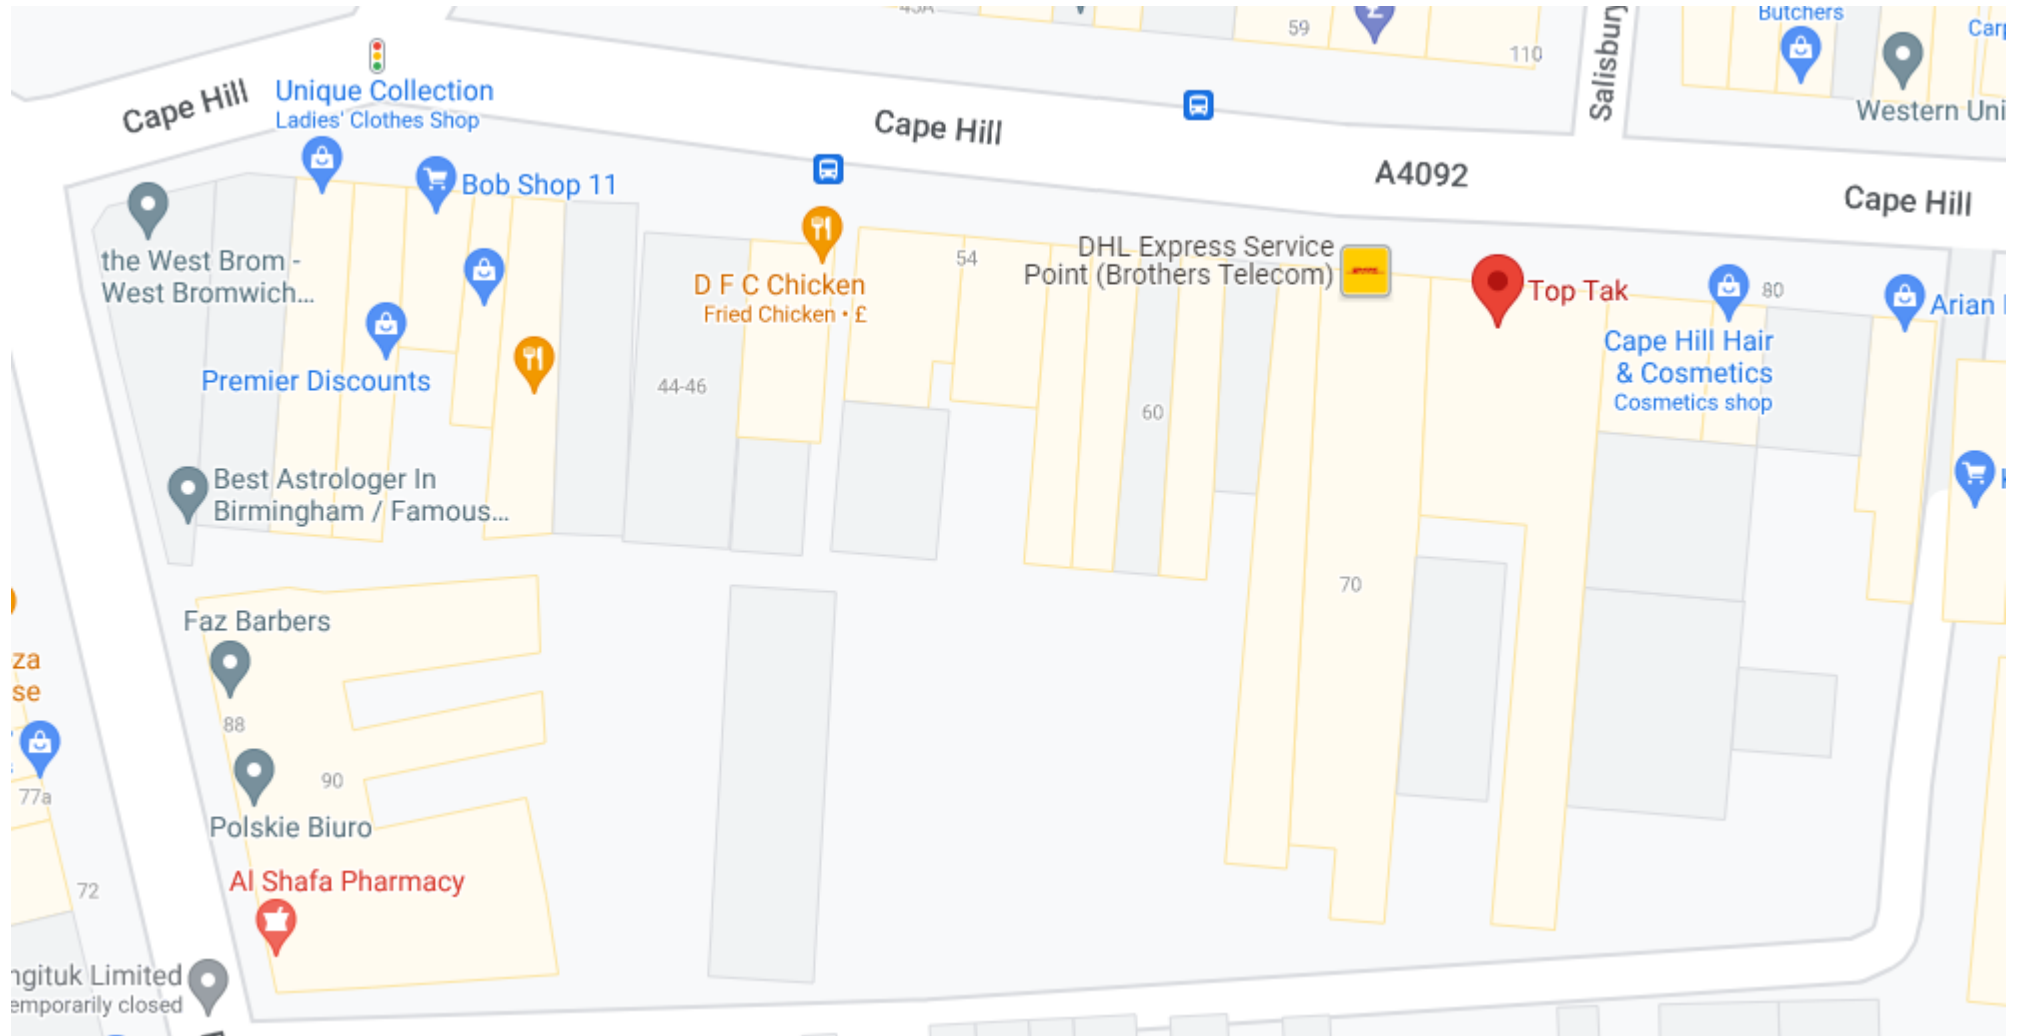 45A
59
110
Salisbury
Butchers
Western Uni
Cape Hill
Unique Collection
Ladies' Clothes Shop
Cape Hill
A4092
Cape Hill
Bob Shop 11
the West Brom -
West Bromwich...
Premier Discounts
D F C Chicken
Fried Chicken • £
44-46
54
DHL Express Service
Point (Brothers Telecom)
60
Top Tak
80
Cape Hill Hair
& Cosmetics
Cosmetics shop
Arian
Best Astrologer In
Birmingham / Famous...
70
Faz Barbers
88
90
Polskie Biuro
Al Shafa Pharmacy
za
se
77a
72
ngituk Limited
emporarily closed